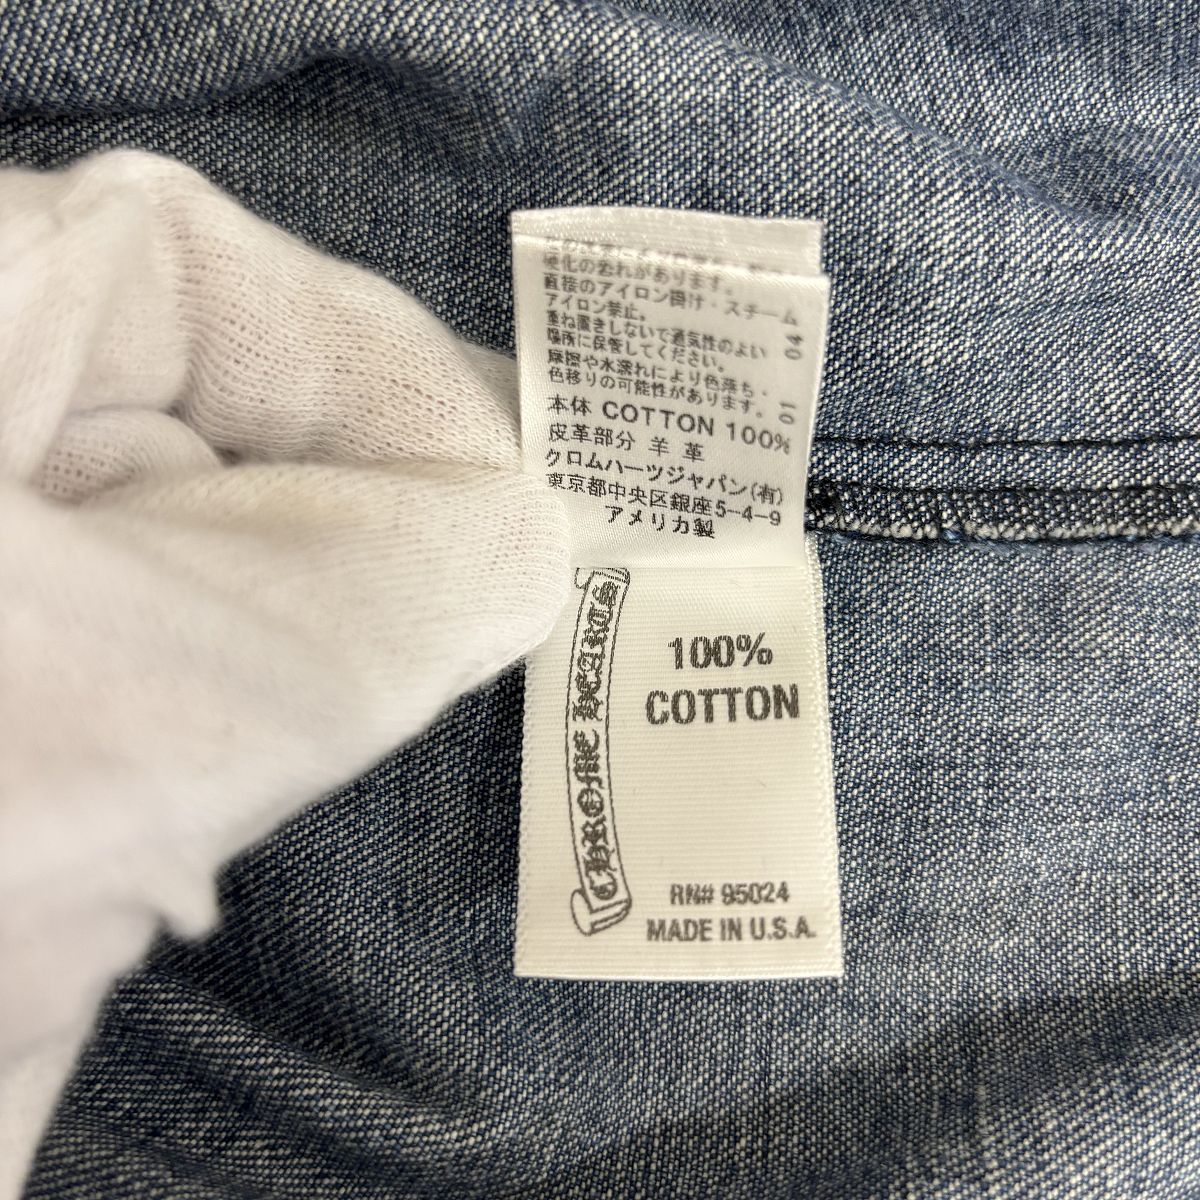 硬化の恐れがあります。
直接のアイロン掛け・スチーム
アイロン禁止。
重ね置きしないで通気性のよい
場所に保管してください。
摩擦や水濡れにより色落ち・
色移りの可能性があります。
01 04
本体 COTTON 100%
皮革部分 羊 革
クロムハーツジャパン(有)
東京都中央区銀座5-4-9
アメリカ製
CHROME HEARTS
100%
COTTON
RN# 95024
MADE IN U.S.A.